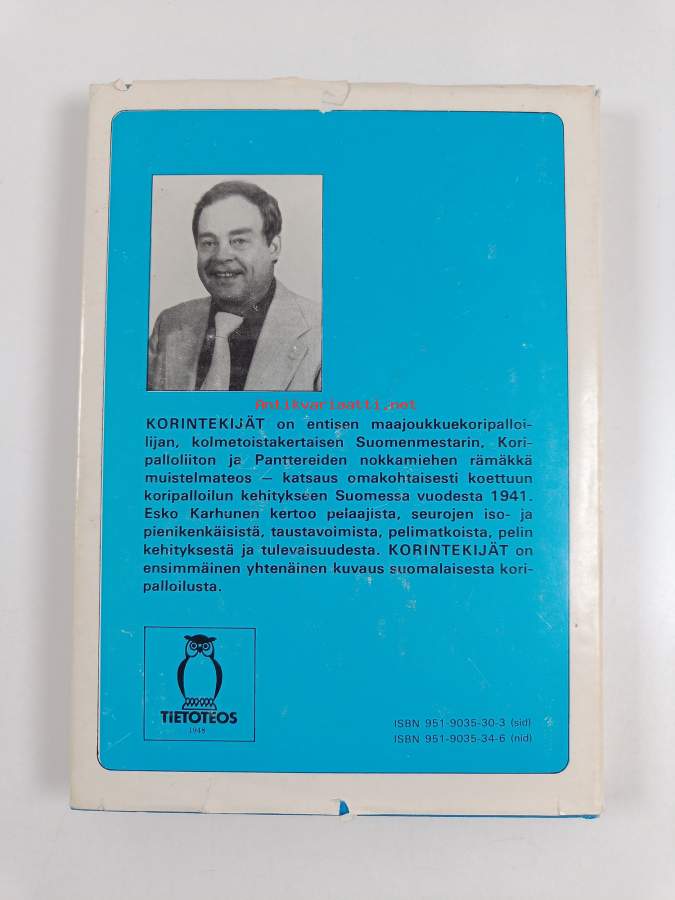 Antikvariaatti.net
KORINTEKIJÄT on entisen maajoukkuekoripalloi-
lijan, kolmetoistakertaisen Suomenmestarin, Kori-
palloliiton ja Panttereiden nokkamiehen rämäkkä
muistelmateos — katsaus omakohtaisesti koettuun
koripalloilun kehitykseen Suomessa vuodesta 1941.
Esko Karhunen kertoo pelaajista, seurojen iso- ja
pienikenkäisistä, taustavoimista, pelimatkoista, pelin
kehityksestä ja tulevaisuudesta. KORINTEKIJÄT on
ensimmäinen yhtenäinen kuvaus suomalaisesta kori-
palloilusta.
TIETOTEOS
1948
ISBN 951-9035-30-3 (sid)
ISBN 951-9035-34-6 (nid)